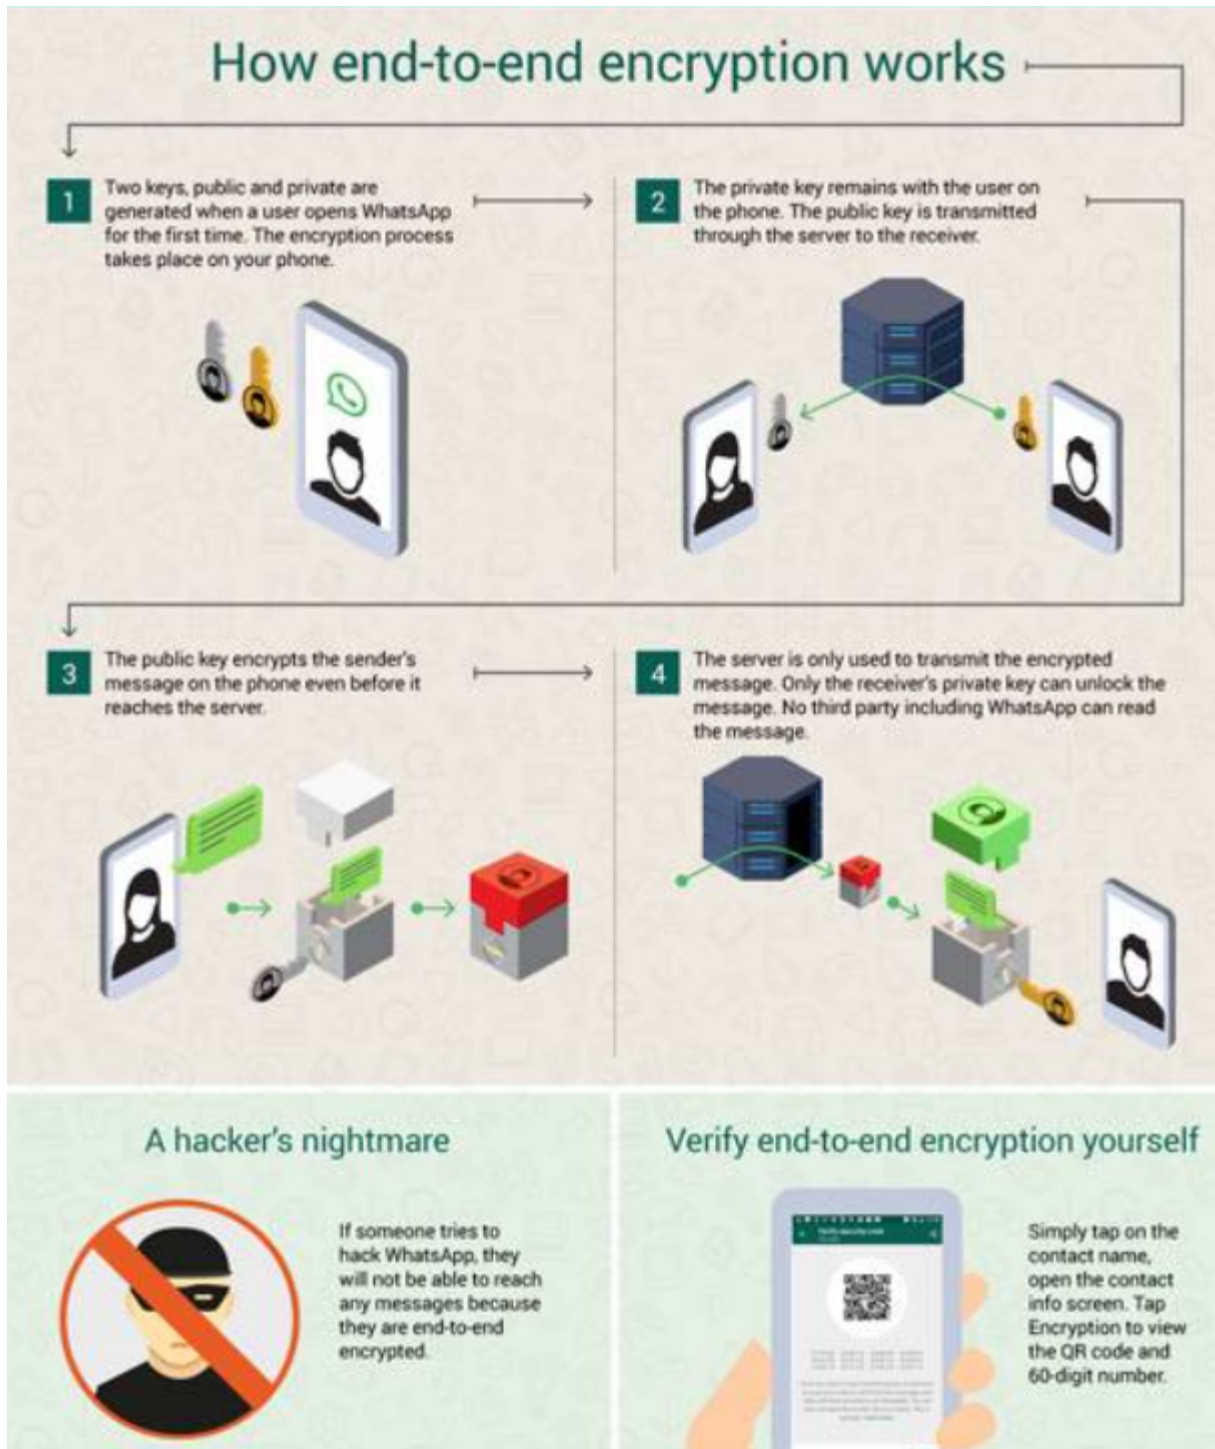 How end-to-end encryption works
1
Two keys, public and private are
generated when a user opens WhatsApp
for the first time. The encryption process
takes place on your phone.
2
The private key remains with the user on
the phone. The public key is transmitted
through the server to the receiver.
3
The public key encrypts the sender's
message on the phone even before it
reaches the server.
4
The server is only used to transmit the encrypted
message. Only the receiver's private key can unlock the
message. No third party including WhatsApp can read
the message.
A hacker's nightmare
If someone tries to
hack WhatsApp, they
will not be able to reach
any messages because
they are end-to-end
encrypted.
Verify end-to-end encryption yourself
Simply tap on the
contact name,
open the contact
info screen. Tap
Encryption to view
the QR code and
60-digit number.